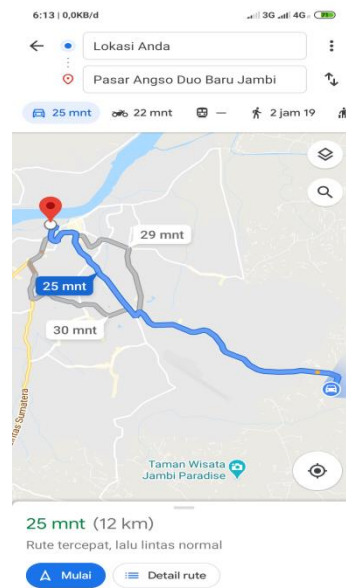 6:13 | 0,0KB/d
3G 4G
Lokasi Anda
Pasar Angso Duo Baru Jambi
25 mnt 22 mnt — 2 jam 19
29 mnt
25 mnt
30 mnt
Taman Wisata
Jambi Paradise
25 mnt (12 km)
Rute tercepat, lalu lintas normal
Mulai Detail rute